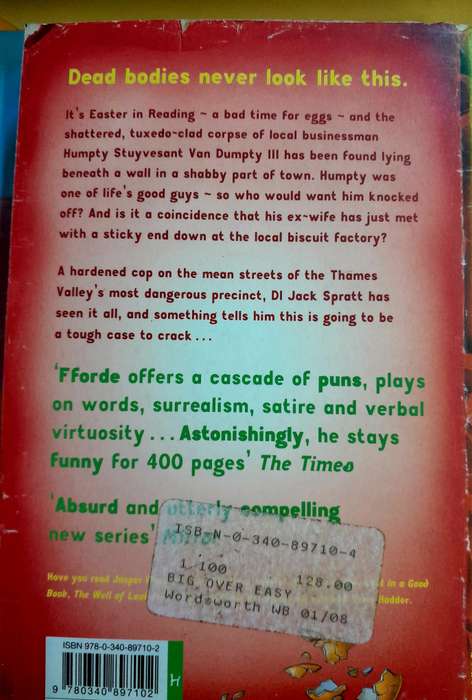 Dead bodies never look like this.
It's Easter in Reading ~ a bad time for eggs ~ and the
shattered, tuxedo-clad corpse of local businessman
Humpty Stuyvesant Van Dumpty III has been found lying
beneath a wall in a shabby part of town. Humpty was
one of life's good guys ~ so who would want him knocked
off? And is it a coincidence that his ex-wife has just met
with a sticky end down at the local biscuit factory?
A hardened cop on the mean streets of the Thames
Valley's most dangerous precinct, DI Jack Spratt has
seen it all, and something tells him this is going to be
a tough case to crack ...
'Fforde offers a cascade of puns, plays
on words, surrealism, satire and verbal
virtuosity ... Astonishingly, he stays
funny for 400 pages' The Times
'Absurd and utterly compelling
new series'
ISB N-0-340-89710-4
1/100 128.00
BIG OVER EASY
Wordsworth WB 01/08
Have you read Jasper in a Good
Book, The Well of Hodder.
ISBN 978-0-340-89710-2
9 780340 897102
H